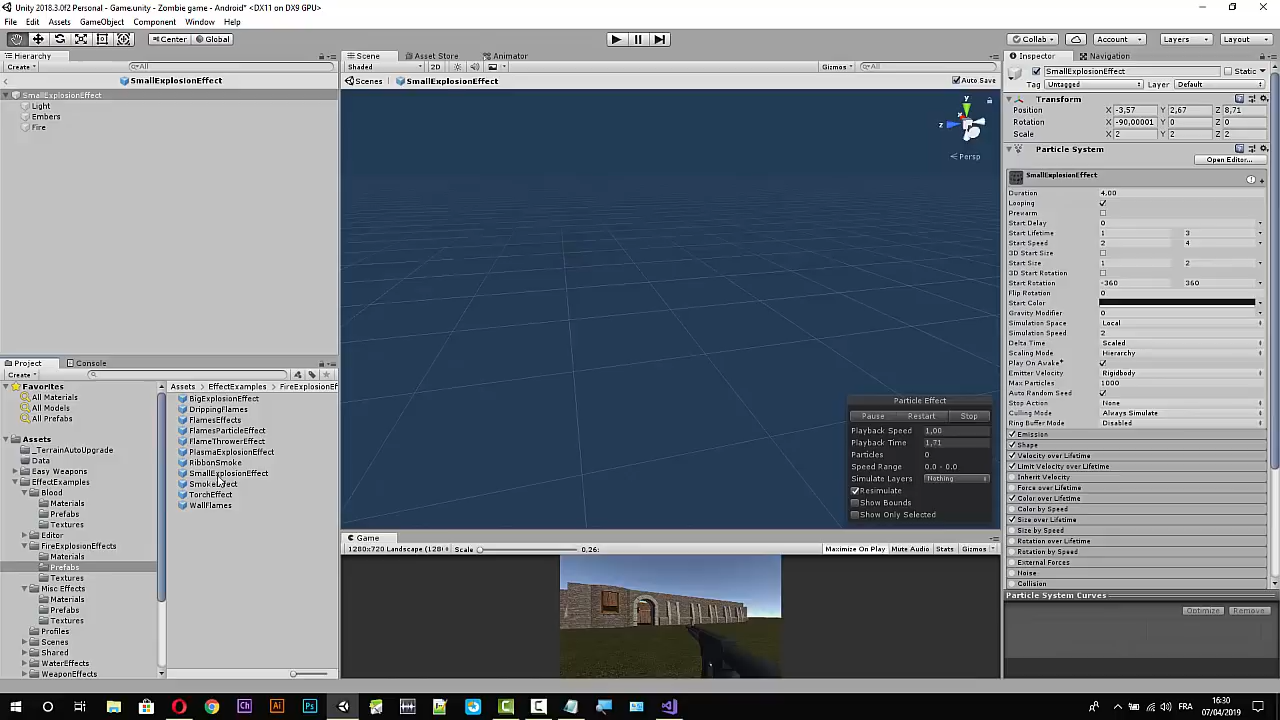 Unity 2018.3.0f2 Personal - Game.unity - Zombie game - Android* <DX11 on DX9 GPU>
File Edit Assets GameObject Component Window Help
Center Global Collab Account Layers Layout
Hierarchy
Create All
SmallExplosionEffect
SmallExplosionEffect
Light
Embers
Fire
Scene Asset Store Animator
Shaded 2D Gizmos All
Scenes SmallExplosionEffect Auto Save
y
x
z
Persp
Particle Effect
Pause Restart Stop
Playback Speed 1,00
Playback Time 1,71
Particles 0
Speed Range 0.0 - 0.0
Simulate Layers Nothing
Resimulate
Show Bounds
Show Only Selected
Game
1280x720 Landscape (128( Scale 0.26: Maximize On Play Mute Audio Stats Gizmos
Project Console
Create
Favorites
All Materials
All Models
All Prefabs
Assets
_TerrainAutoUpgrade
Data
Easy Weapons
EffectExamples
Blood
Materials
Prefabs
Textures
Editor
FireExplosionEffects
Materials
Prefabs
Textures
Misc Effects
Materials
Prefabs
Textures
Profiles
Scenes
Shared
WaterEffects
WeaponEffects
Assets EffectExamples FireExplosionEf
BigExplosionEffect
DrippingFlames
FlamesEffects
FlamesParticleEffect
FlameThrowerEffect
PlasmaExplosionEffect
RibbonSmoke
SmallExplosionEffect
SmokeEffect
TorchEffect
WallFlames
Inspector Navigation
SmallExplosionEffect Static
Tag Untagged Layer Default
Transform
Position X -3,57 Y 2,67 Z 8,71
Rotation X -90,00001 Y 0 Z 0
Scale X 2 Y 2 Z 2
Particle System
Open Editor...
SmallExplosionEffect
Duration 4.00
Looping
Prewarm
Start Delay 0
Start Lifetime 1 3
Start Speed 2 4
3D Start Size
Start Size 1 2
3D Start Rotation
Start Rotation -360 360
Flip Rotation 0
Start Color
Gravity Modifier 0
Simulation Space Local
Simulation Speed 2
Delta Time Scaled
Scaling Mode Hierarchy
Play On Awake*
Emitter Velocity Rigidbody
Max Particles 1000
Auto Random Seed
Stop Action None
Culling Mode Always Simulate
Ring Buffer Mode Disabled
Emission
Shape
Velocity over Lifetime
Limit Velocity over Lifetime
Inherit Velocity
Force over Lifetime
Color over Lifetime
Color by Speed
Size over Lifetime
Size by Speed
Rotation over Lifetime
Rotation by Speed
External Forces
Noise
Collision
Particle System Curves
Optimize Remove
Ch Ai Ps
FRA
16:30
07/04/2019